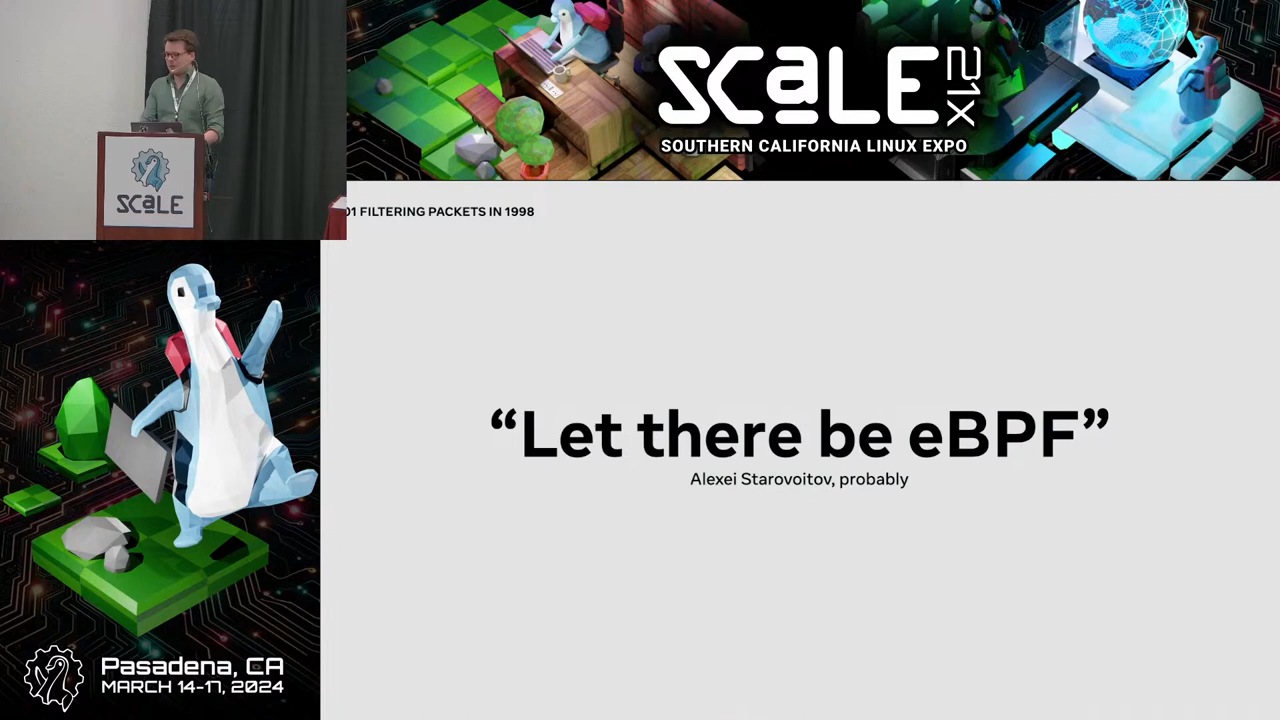 SCaLE 21X
SOUTHERN CALIFORNIA LINUX EXPO
SCaLE
01 FILTERING PACKETS IN 1998
“Let there be eBPF”
Alexei Starovoitov, probably
Pasadena, CA
MARCH 14-17, 2024